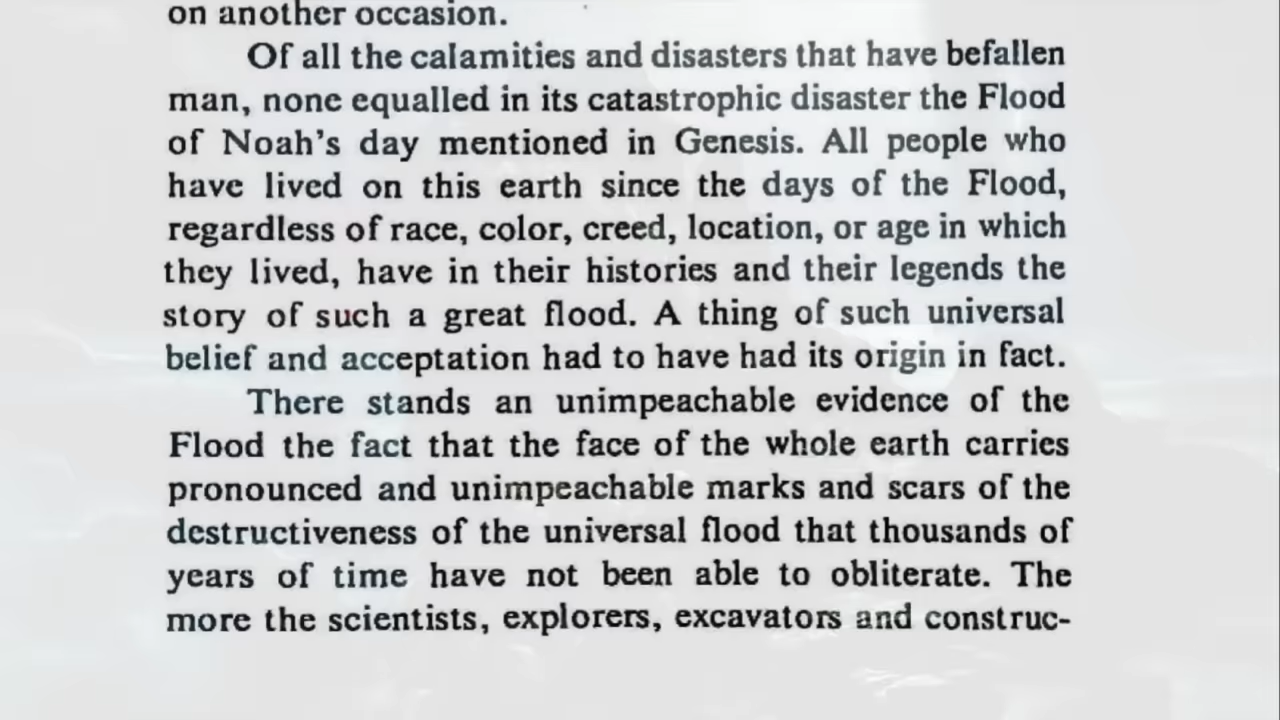 on another occasion.
Of all the calamities and disasters that have befallen
man, none equalled in its catastrophic disaster the Flood
of Noah's day mentioned in Genesis. All people who
have lived on this earth since the days of the Flood,
regardless of race, color, creed, location, or age in which
they lived, have in their histories and their legends the
story of such a great flood. A thing of such universal
belief and acceptation had to have had its origin in fact.
There stands an unimpeachable evidence of the
Flood the fact that the face of the whole earth carries
pronounced and unimpeachable marks and scars of the
destructiveness of the universal flood that thousands of
years of time have not been able to obliterate. The
more the scientists, explorers, excavators and construc-